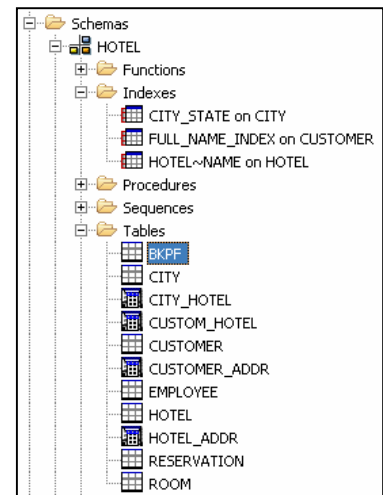 Schemas
HOTEL
Functions
Indexes
CITY_STATE on CITY
FULL_NAME_INDEX on CUSTOMER
HOTEL~NAME on HOTEL
Procedures
Sequences
Tables
BKPF
CITY
CITY_HOTEL
CUSTOM_HOTEL
CUSTOMER
CUSTOMER_ADDR
EMPLOYEE
HOTEL
HOTEL_ADDR
RESERVATION
ROOM